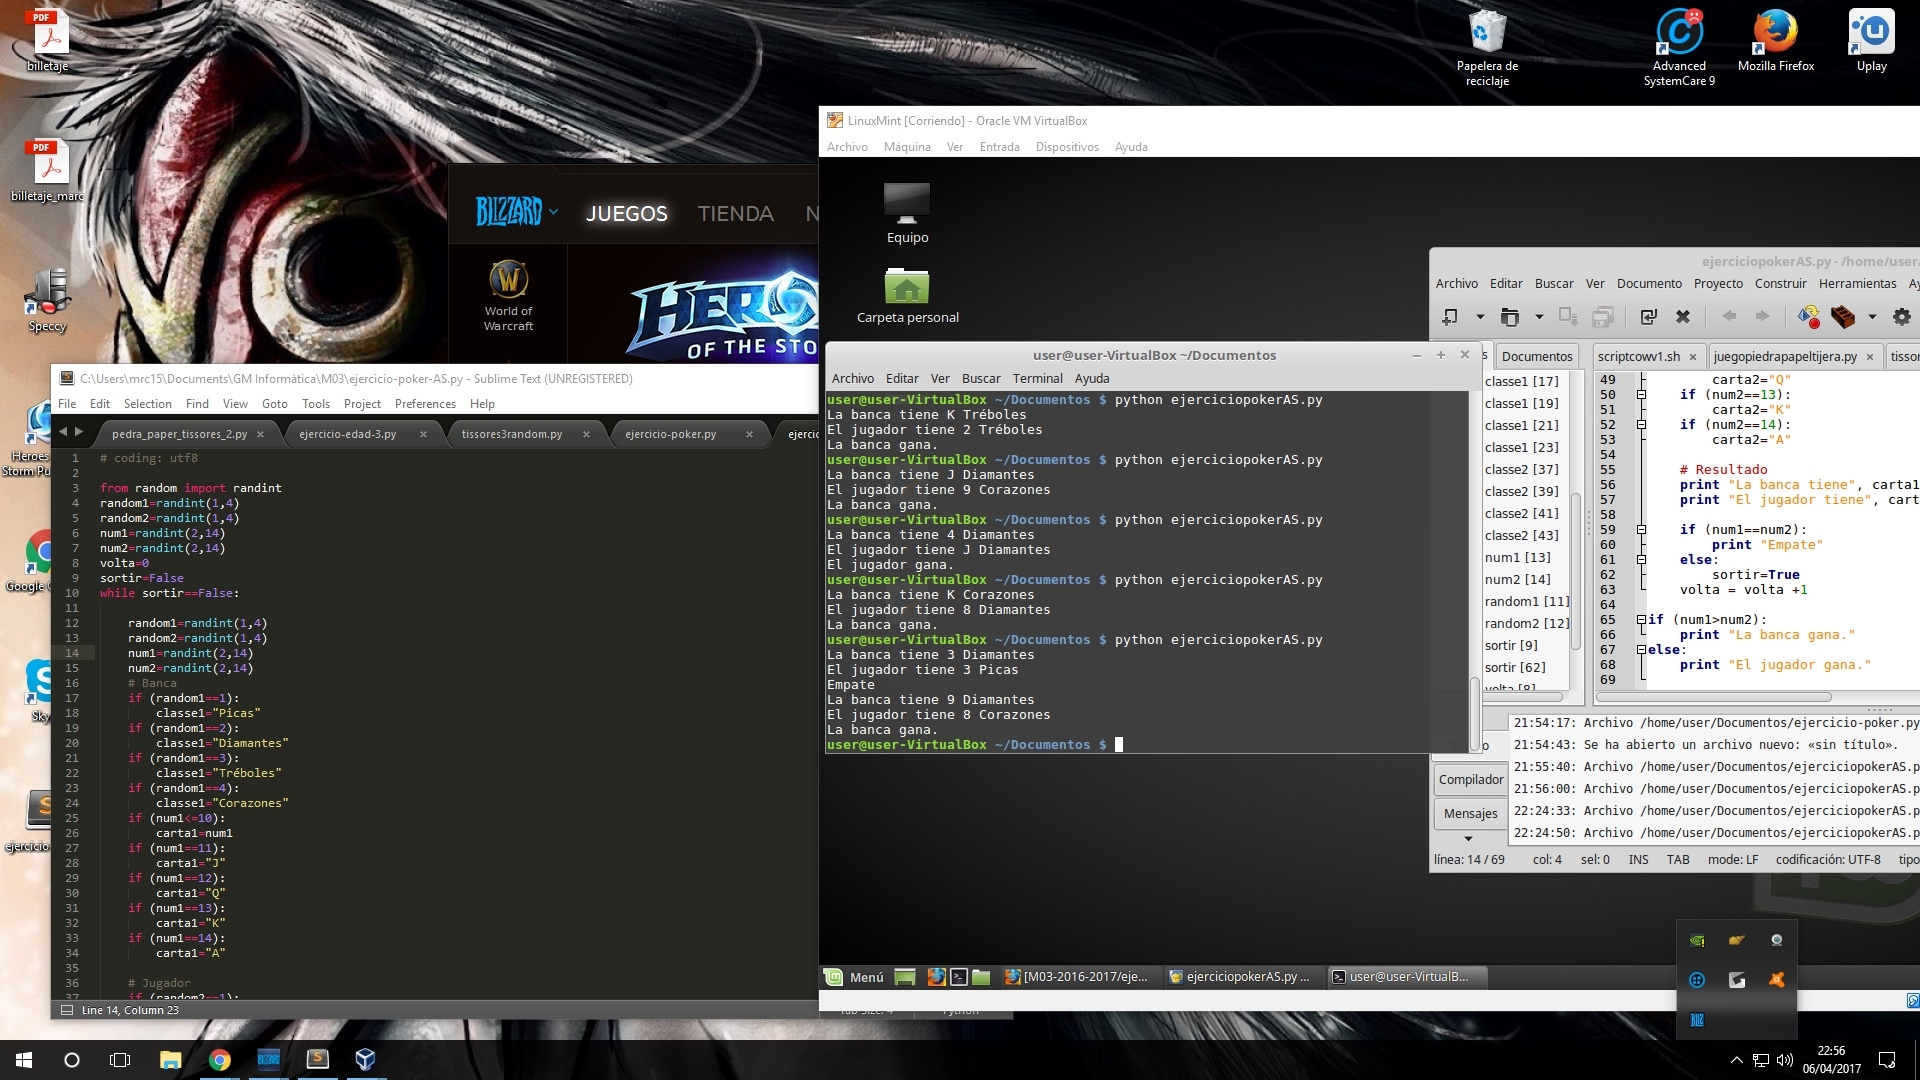 PDF
billetaje
PDF
billetaje_marc
Speccy
Heroes
Storm Pu
Google
Sky
ejercicio
Papelera de
reciclaje
Advanced
SystemCare 9
Mozilla Firefox
Uplay
BLIZZARD
JUEGOS
TIENDA
N
World of
Warcraft
HER
OF THE STO
C:\Users\mrc15\Documents\GM Informàtica\M03\ejercicio-poker-AS.py - Sublime Text (UNREGISTERED)
File Edit Selection Find View Goto Tools Project Preferences Help
pedra_paper_tissores_2.py × ejercicio-edad-3.py × tissores3random.py × ejercicio-poker.py × ejerci
1 # coding: utf8
2
3 from random import randint
4 random1=randint(1,4)
5 random2=randint(1,4)
6 num1=randint(2,14)
7 num2=randint(2,14)
8 volta=0
9 sortir=False
10 while sortir==False:
11
12 random1=randint(1,4)
13 random2=randint(1,4)
14 num1=randint(2,14)
15 num2=randint(2,14)
16 # Banca
17 if (random1==1):
18 classe1="Picas"
19 if (random1==2):
20 classe1="Diamantes"
21 if (random1==3):
22 classe1="Tréboles"
23 if (random1==4):
24 classe1="Corazones"
25 if (num1<=10):
26 carta1=num1
27 if (num1==11):
28 carta1="J"
29 if (num1==12):
30 carta1="Q"
31 if (num1==13):
32 carta1="K"
33 if (num1==14):
34 carta1="A"
35
36 # Jugador
37 if (random2==1):
Line 14, Column 23
Tab Size: 4 Python
LinuxMint [Corriendo] - Oracle VM VirtualBox
Archivo Máquina Ver Entrada Dispositivos Ayuda
Equipo
Carpeta personal
user@user-VirtualBox ~/Documentos
Archivo Editar Ver Buscar Terminal Ayuda
user@user-VirtualBox ~/Documentos $ python ejerciciopokerAS.py
La banca tiene K Tréboles
El jugador tiene 2 Tréboles
La banca gana.
user@user-VirtualBox ~/Documentos $ python ejerciciopokerAS.py
La banca tiene J Diamantes
El jugador tiene 9 Corazones
La banca gana.
user@user-VirtualBox ~/Documentos $ python ejerciciopokerAS.py
La banca tiene 4 Diamantes
El jugador tiene J Diamantes
El jugador gana.
user@user-VirtualBox ~/Documentos $ python ejerciciopokerAS.py
La banca tiene K Corazones
El jugador tiene 8 Diamantes
La banca gana.
user@user-VirtualBox ~/Documentos $ python ejerciciopokerAS.py
La banca tiene 3 Diamantes
El jugador tiene 3 Picas
Empate
La banca tiene 9 Diamantes
El jugador tiene 8 Corazones
La banca gana.
user@user-VirtualBox ~/Documentos $
ejerciciopokerAS.py - /home/user/
Archivo Editar Buscar Ver Documento Proyecto Construir Herramientas Ay
s Documentos
classe1 [17]
classe1 [19]
classe1 [21]
classe1 [23]
classe2 [37]
classe2 [39]
classe2 [41]
classe2 [43]
num1 [13]
num2 [14]
random1 [11]
random2 [12]
sortir [9]
sortir [62]
volta [8]
scriptcowv1.sh × juegopiedrapapeltijera.py × tissor
49 carta2="Q"
50 if (num2==13):
51 carta2="K"
52 if (num2==14):
53 carta2="A"
54
55 # Resultado
56 print "La banca tiene", carta1
57 print "El jugador tiene", cart
58
59 if (num1==num2):
60 print "Empate"
61 else:
62 sortir=True
63 volta = volta +1
64
65 if (num1>num2):
66 print "La banca gana."
67 else:
68 print "El jugador gana."
69
o
Compilador
Mensajes
21:54:17: Archivo /home/user/Documentos/ejercicio-poker.py
21:54:43: Se ha abierto un archivo nuevo: «sin título».
21:55:40: Archivo /home/user/Documentos/ejerciciopokerAS.p
21:56:00: Archivo /home/user/Documentos/ejerciciopokerAS.p
22:24:33: Archivo /home/user/Documentos/ejerciciopokerAS.p
22:24:50: Archivo /home/user/Documentos/ejerciciopokerAS.p
línea: 14 / 69 col: 4 sel: 0 INS TAB mode: LF codificación: UTF-8 tipo
Menú
[M03-2016-2017/eje...
ejerciciopokerAS.py ...
user@user-VirtualB...
22:56
06/04/2017